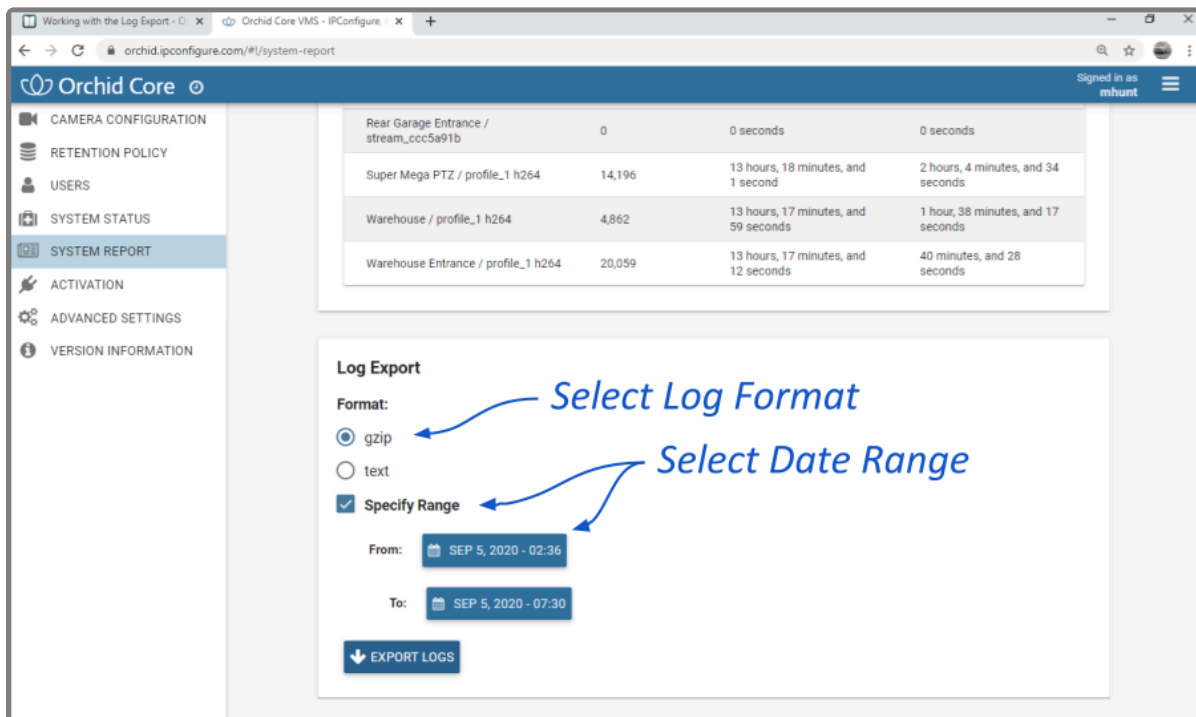 Working with the Log Export - O
Orchid Core VMS - IPConfigure,
orchid.ipconfigure.com/#!/system-report
Orchid Core
Signed in as
mhunt
CAMERA CONFIGURATION
RETENTION POLICY
USERS
SYSTEM STATUS
SYSTEM REPORT
ACTIVATION
ADVANCED SETTINGS
VERSION INFORMATION
Rear Garage Entrance / 0 0 seconds 0 seconds
stream_ccc5a91b
Super Mega PTZ / profile_1 h264 14,196 13 hours, 18 minutes, and 2 hours, 4 minutes, and 34
1 second seconds
Warehouse / profile_1 h264 4,862 13 hours, 17 minutes, and 1 hour, 38 minutes, and 17
59 seconds seconds
Warehouse Entrance / profile_1 h264 20,059 13 hours, 17 minutes, and 40 minutes, and 28
12 seconds seconds
Log Export
Select Log Format
Format:
gzip
text
Select Date Range
Specify Range
From: SEP 5, 2020 - 02:36
To: SEP 5, 2020 - 07:30
EXPORT LOGS